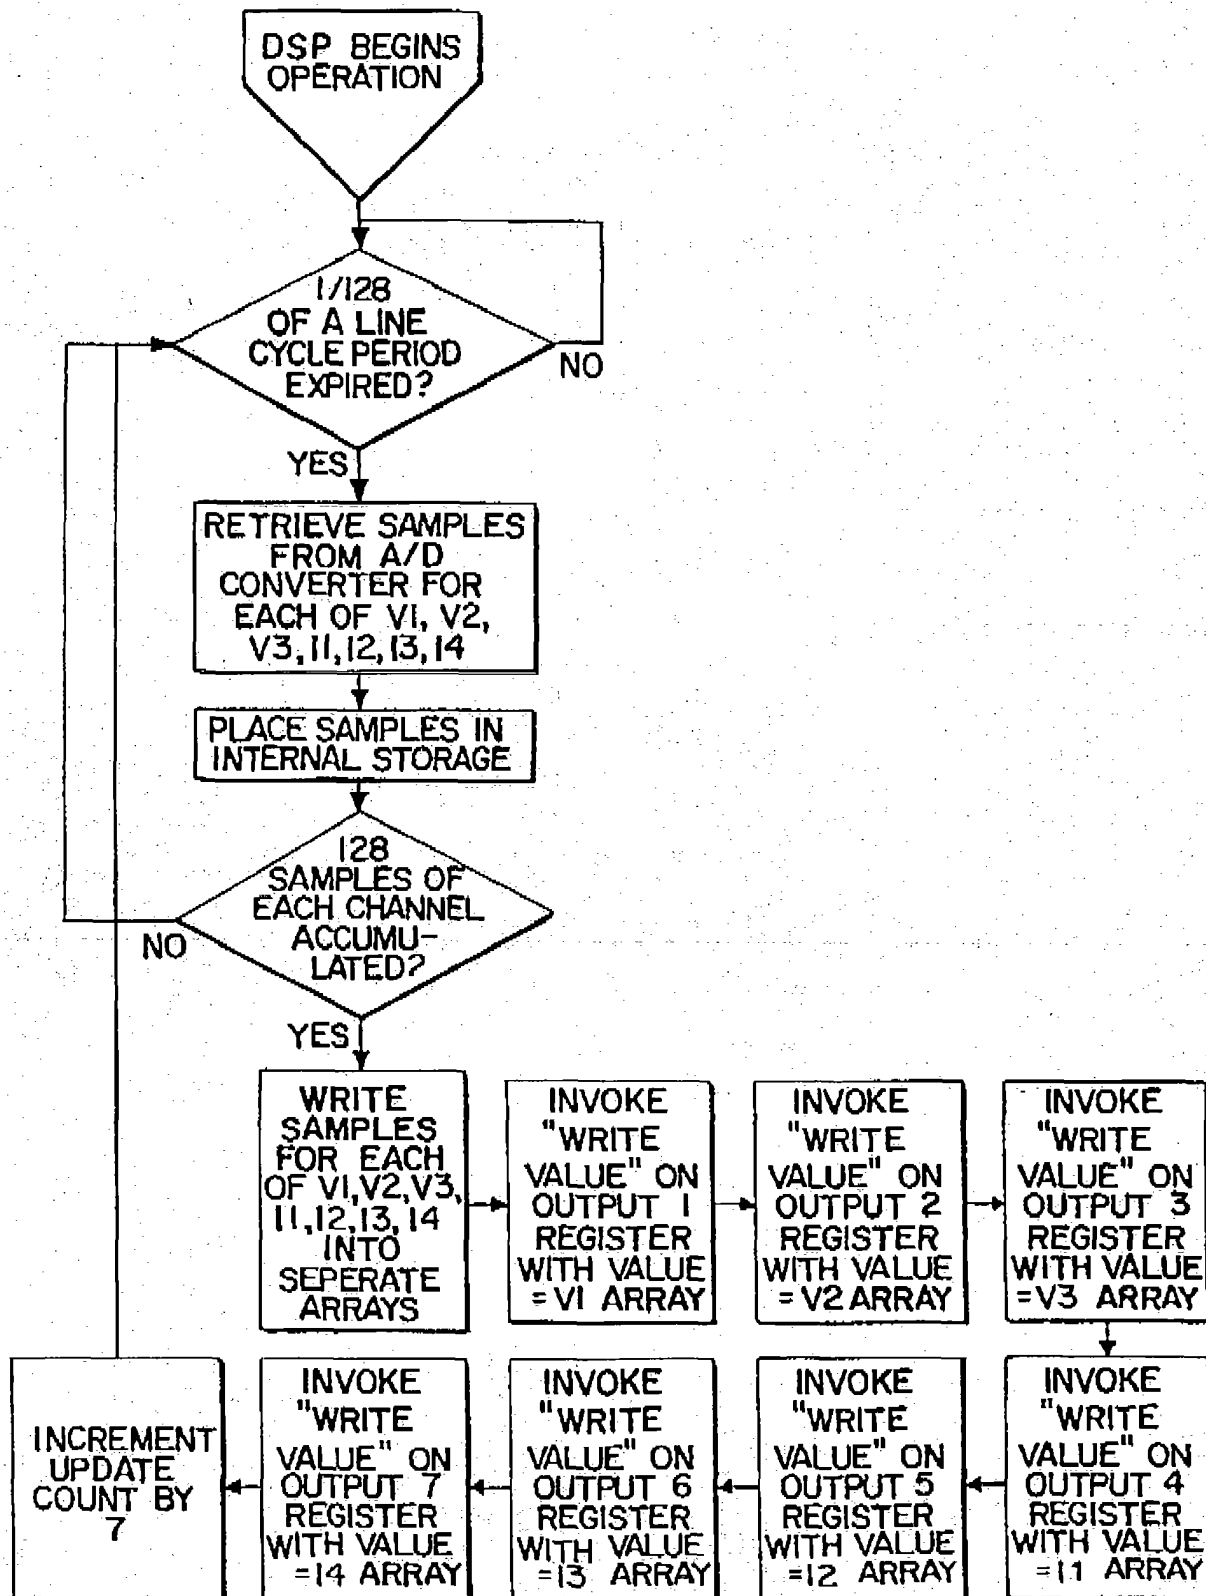 DSP BEGINS
OPERATION
1/128
OF A LINE
CYCLE PERIOD
EXPIRED?
NO
YES
RETRIEVE SAMPLES
FROM A/D
CONVERTER FOR
EACH OF V1, V2,
V3, I1, I2, I3, I4
PLACE SAMPLES IN
INTERNAL STORAGE
128
SAMPLES OF
EACH CHANNEL
ACCUMU-
LATED?
NO
YES
WRITE
SAMPLES
FOR EACH
OF V1, V2, V3,
I1, I2, I3, I4
INTO
SEPERATE
ARRAYS
INVOKE
"WRITE
VALUE" ON
OUTPUT 1
REGISTER
WITH VALUE
=V1 ARRAY
INVOKE
"WRITE
VALUE" ON
OUTPUT 2
REGISTER
WITH VALUE
=V2 ARRAY
INVOKE
"WRITE
VALUE" ON
OUTPUT 3
REGISTER
WITH VALUE
=V3 ARRAY
INVOKE
"WRITE
VALUE" ON
OUTPUT 4
REGISTER
WITH VALUE
=I1 ARRAY
INVOKE
"WRITE
VALUE" ON
OUTPUT 5
REGISTER
WITH VALUE
=I2 ARRAY
INVOKE
"WRITE
VALUE" ON
OUTPUT 6
REGISTER
WITH VALUE
=I3 ARRAY
INVOKE
"WRITE
VALUE" ON
OUTPUT 7
REGISTER
WITH VALUE
=I4 ARRAY
INCREMENT
UPDATE
COUNT BY
7